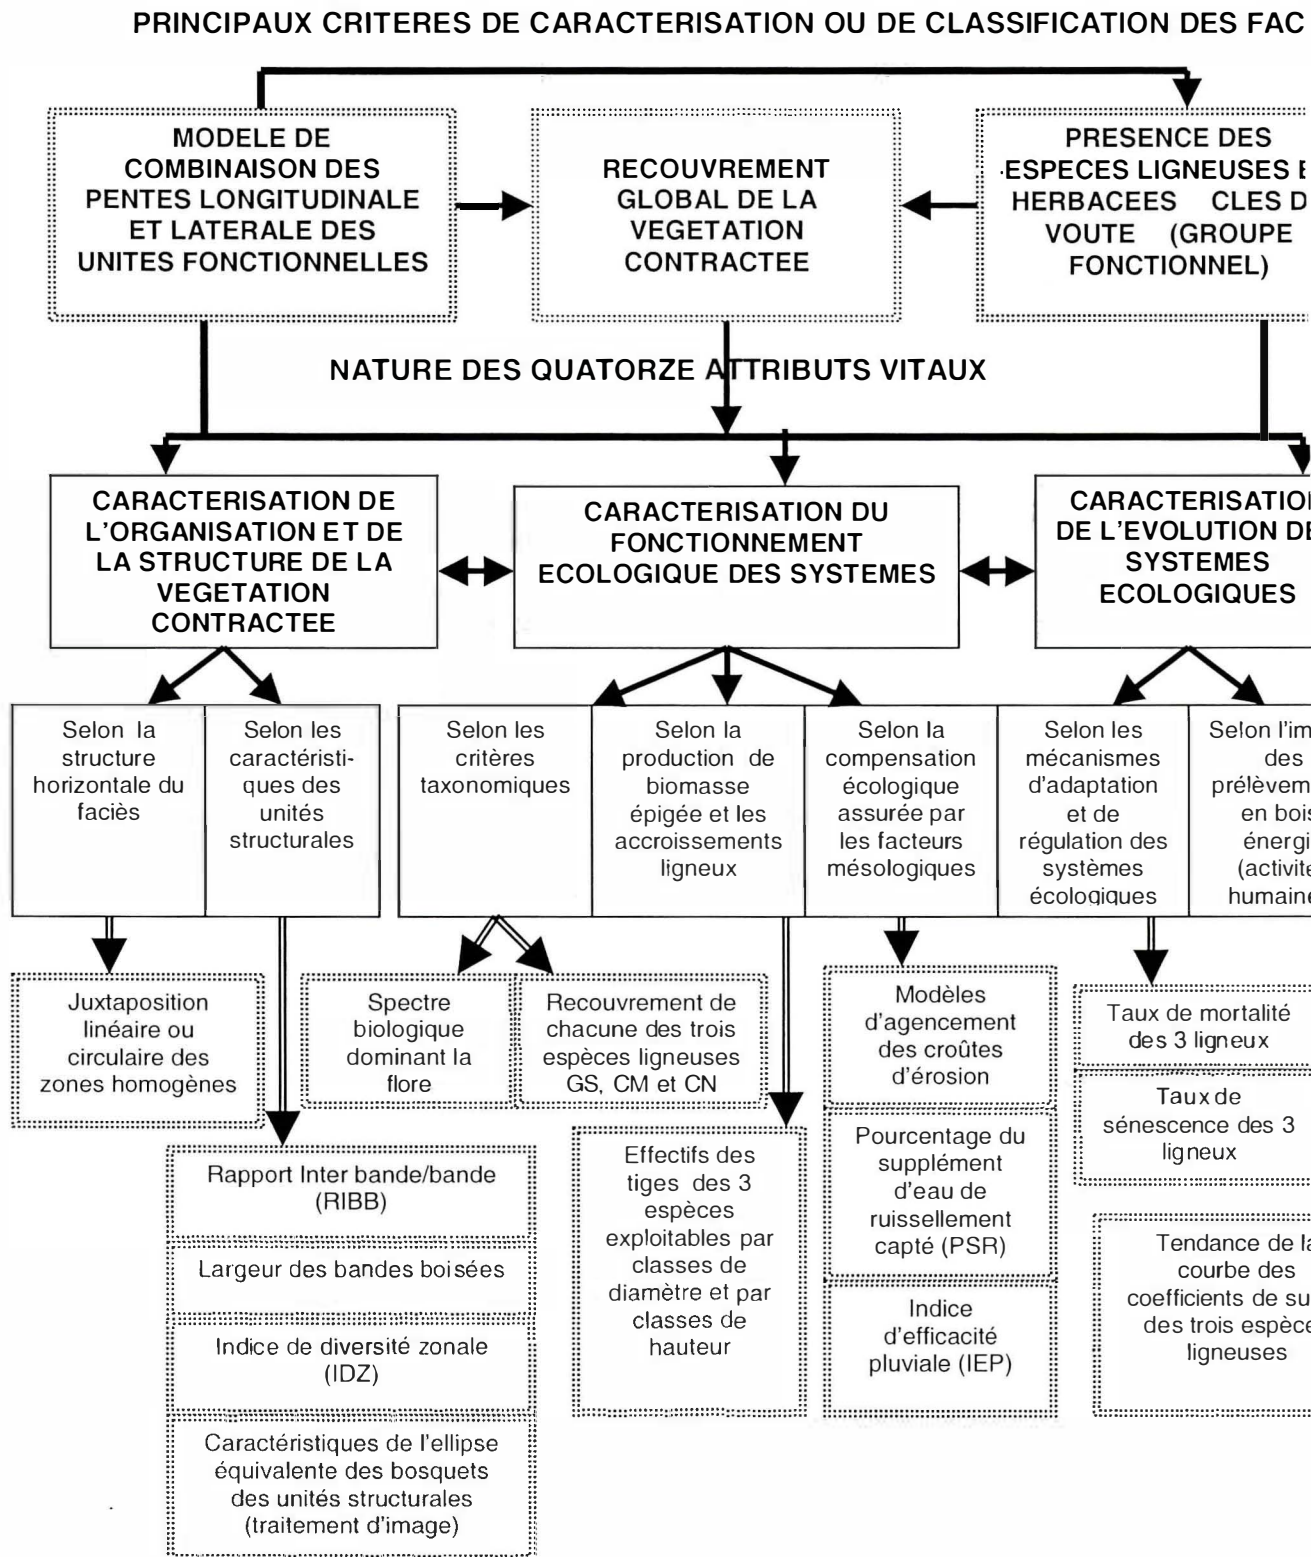 PRINCIPAUX CRITERES DE CARACTERISATION OU DE CLASSIFICATION DES FAC
MODELE DE
COMBINAISON DES
PENTES LONGITUDINALE
ET LATERALE DES
UNITES FONCTIONNELLES
RECOUVREMENT
GLOBAL DE LA
VEGETATION
CONTRACTEE
PRESENCE DES
ESPECES LIGNEUSES E
HERBACEES CLES D
VOUTE (GROUPE
FONCTIONNEL)
NATURE DES QUATORZE ATTRIBUTS VITAUX
CARACTERISATION DE
L'ORGANISATION ET DE
LA STRUCTURE DE LA
VEGETATION
CONTRACTEE
CARACTERISATION DU
FONCTIONNEMENT
ECOLOGIQUE DES SYSTEMES
CARACTERISATION
DE L'EVOLUTION DE
SYSTEMES
ECOLOGIQUES
Selon la
structure
horizontale du
faciès
Selon les
caractéristi-
ques des
unités
structurales
Selon les
critères
taxonomiques
Selon la
production de
biomasse
épigée et les
accroissements
ligneux
Selon la
compensation
écologique
assurée par
les facteurs
mésologiques
Selon les
mécanismes
d'adaptation
et de
régulation des
systèmes
écologiques
Selon l'im
des
prélèvem
en bois
énergi
(activité
humaine
Juxtaposition
linéaire ou
circulaire des
zones homogènes
Spectre
biologique
dominant la
flore
Recouvrement de
chacune des trois
espèces ligneuses
GS, CM et CN
Modèles
d'agencement
des croûtes
d'érosion
Taux de mortalité
des 3 ligneux
Taux de
sénescence des 3
ligneux
Rapport Inter bande/bande
(RIBB)
Largeur des bandes boisées
Indice de diversité zonale
(IDZ)
Caractéristiques de l'ellipse
équivalente des bosquets
des unités structurales
(traitement d'image)
Effectifs des
tiges des 3
espèces
exploitables par
classes de
diamètre et par
classes de
hauteur
Pourcentage du
supplément
d'eau de
ruissellement
capté (PSR)
Indice
d'efficacité
pluviale (IEP)
Tendance de la
courbe des
coefficients de su
des trois espèce
ligneuses